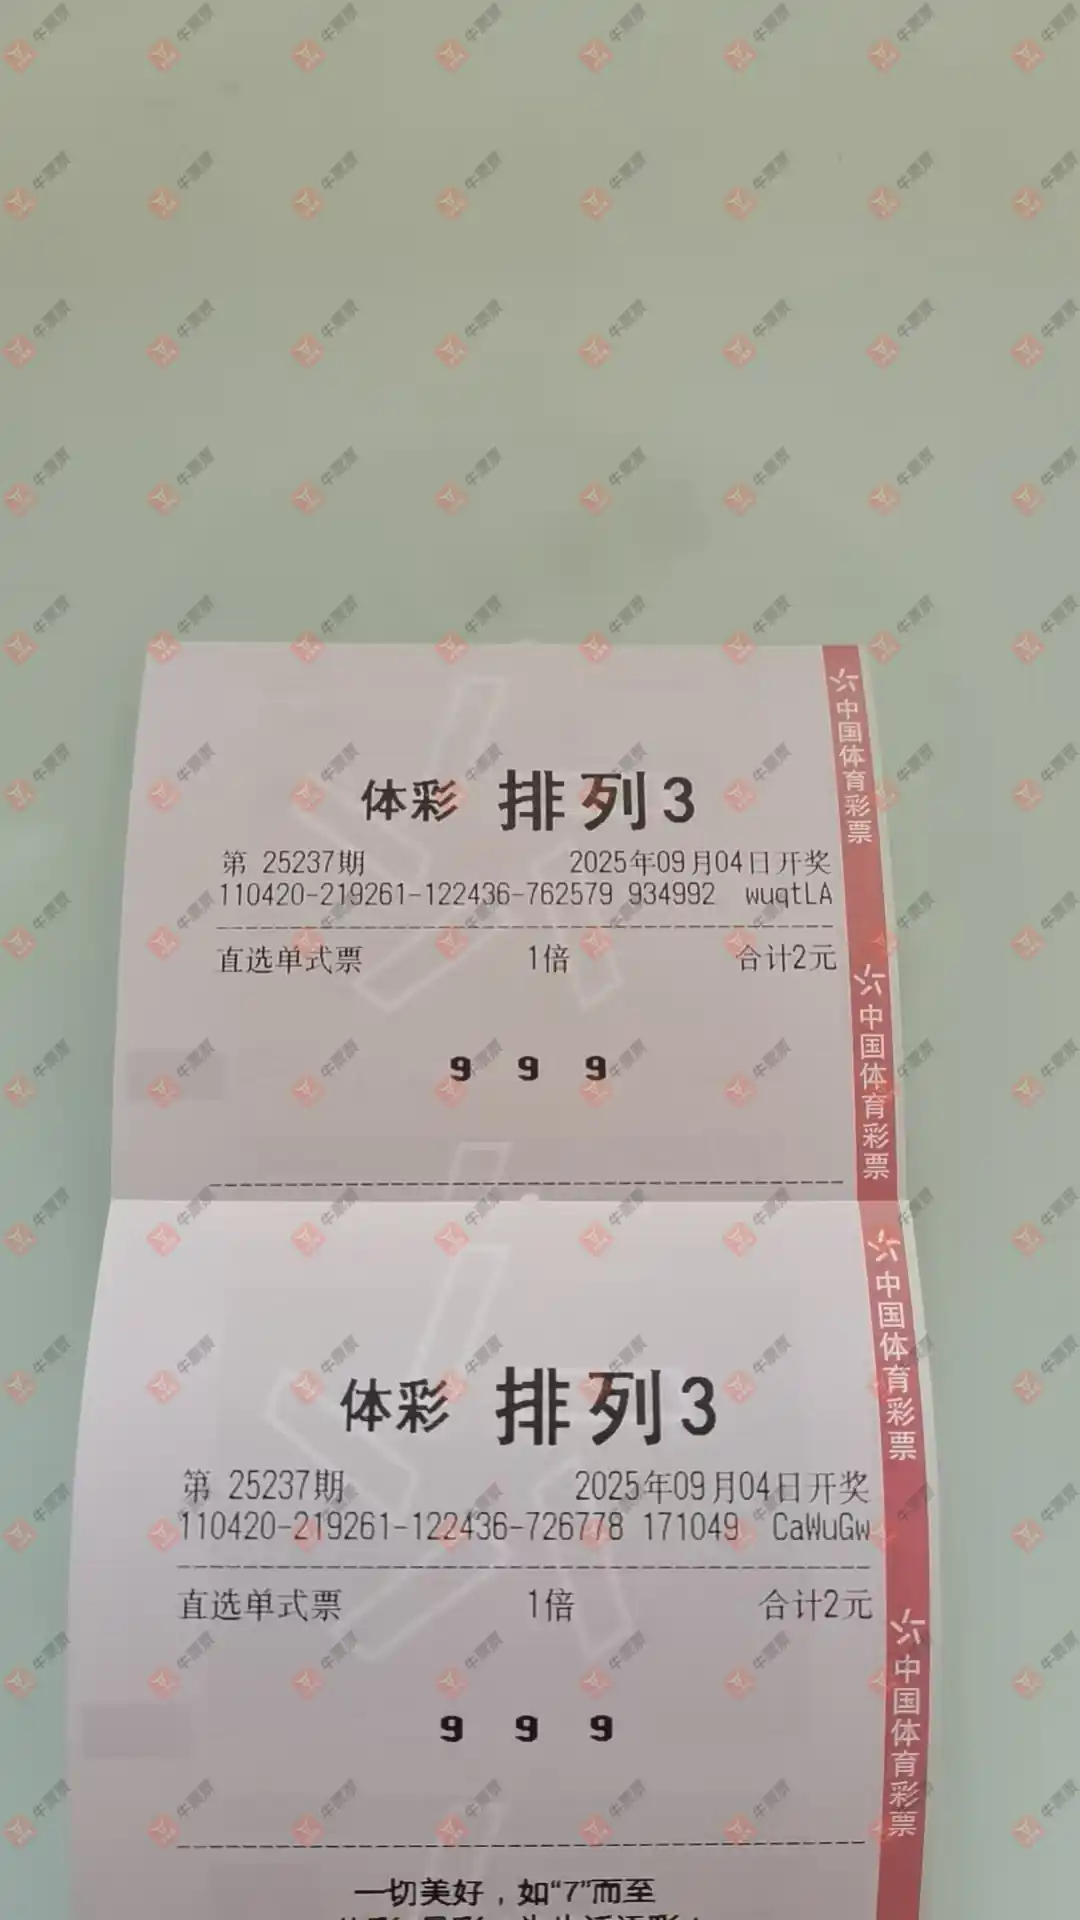 体彩 排列3
第 25237期 2025年09月04日开奖
110420-219261-122436-762579 934992 wuqtLA
直选单式票 1倍 合计2元
9 9 9
中国体育彩票
中国体育彩票
体彩 排列3
第 25237期 2025年09月04日开奖
110420-219261-122436-726778 171049 CaWuGw
直选单式票 1倍 合计2元
9 9 9
中国体育彩票
中国体育彩票
一切美好，如“7”而至